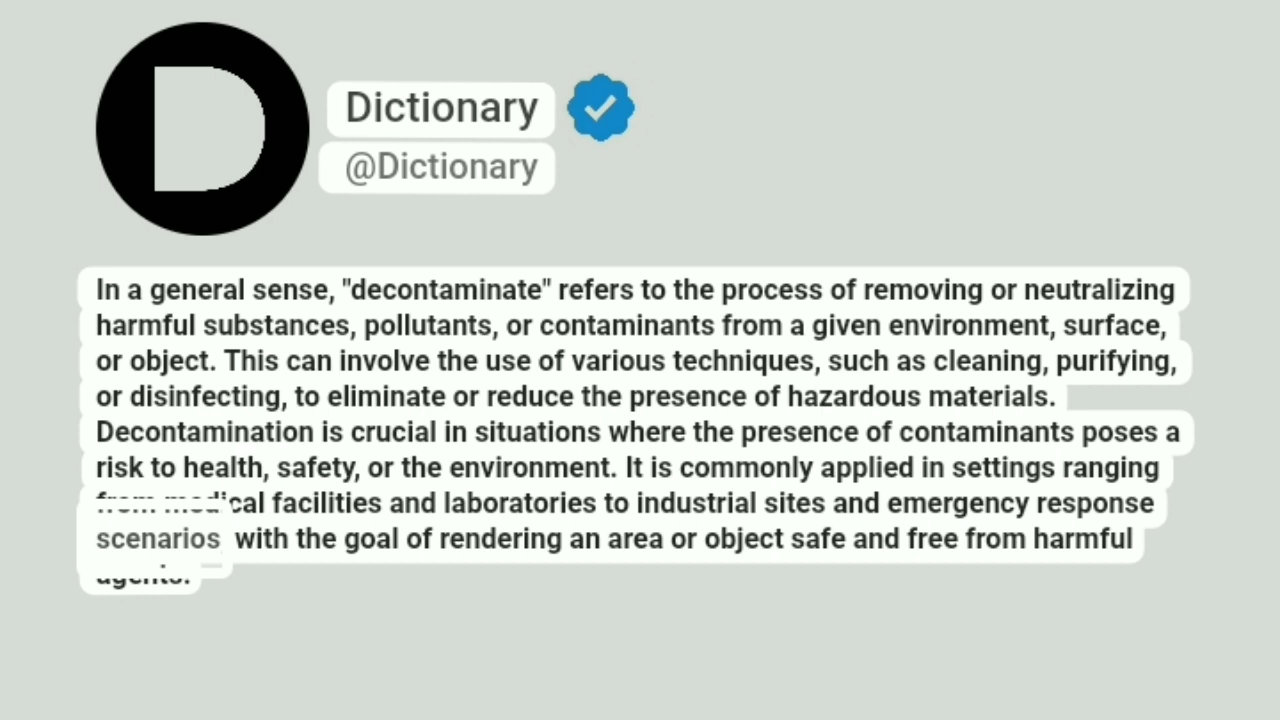 D
Dictionary
@Dictionary
In a general sense, "decontaminate" refers to the process of removing or neutralizing
harmful substances, pollutants, or contaminants from a given environment, surface,
or object. This can involve the use of various techniques, such as cleaning, purifying,
or disinfecting, to eliminate or reduce the presence of hazardous materials.
Decontamination is crucial in situations where the presence of contaminants poses a
risk to health, safety, or the environment. It is commonly applied in settings ranging
from medical facilities and laboratories to industrial sites and emergency response
scenarios with the goal of rendering an area or object safe and free from harmful
agents.